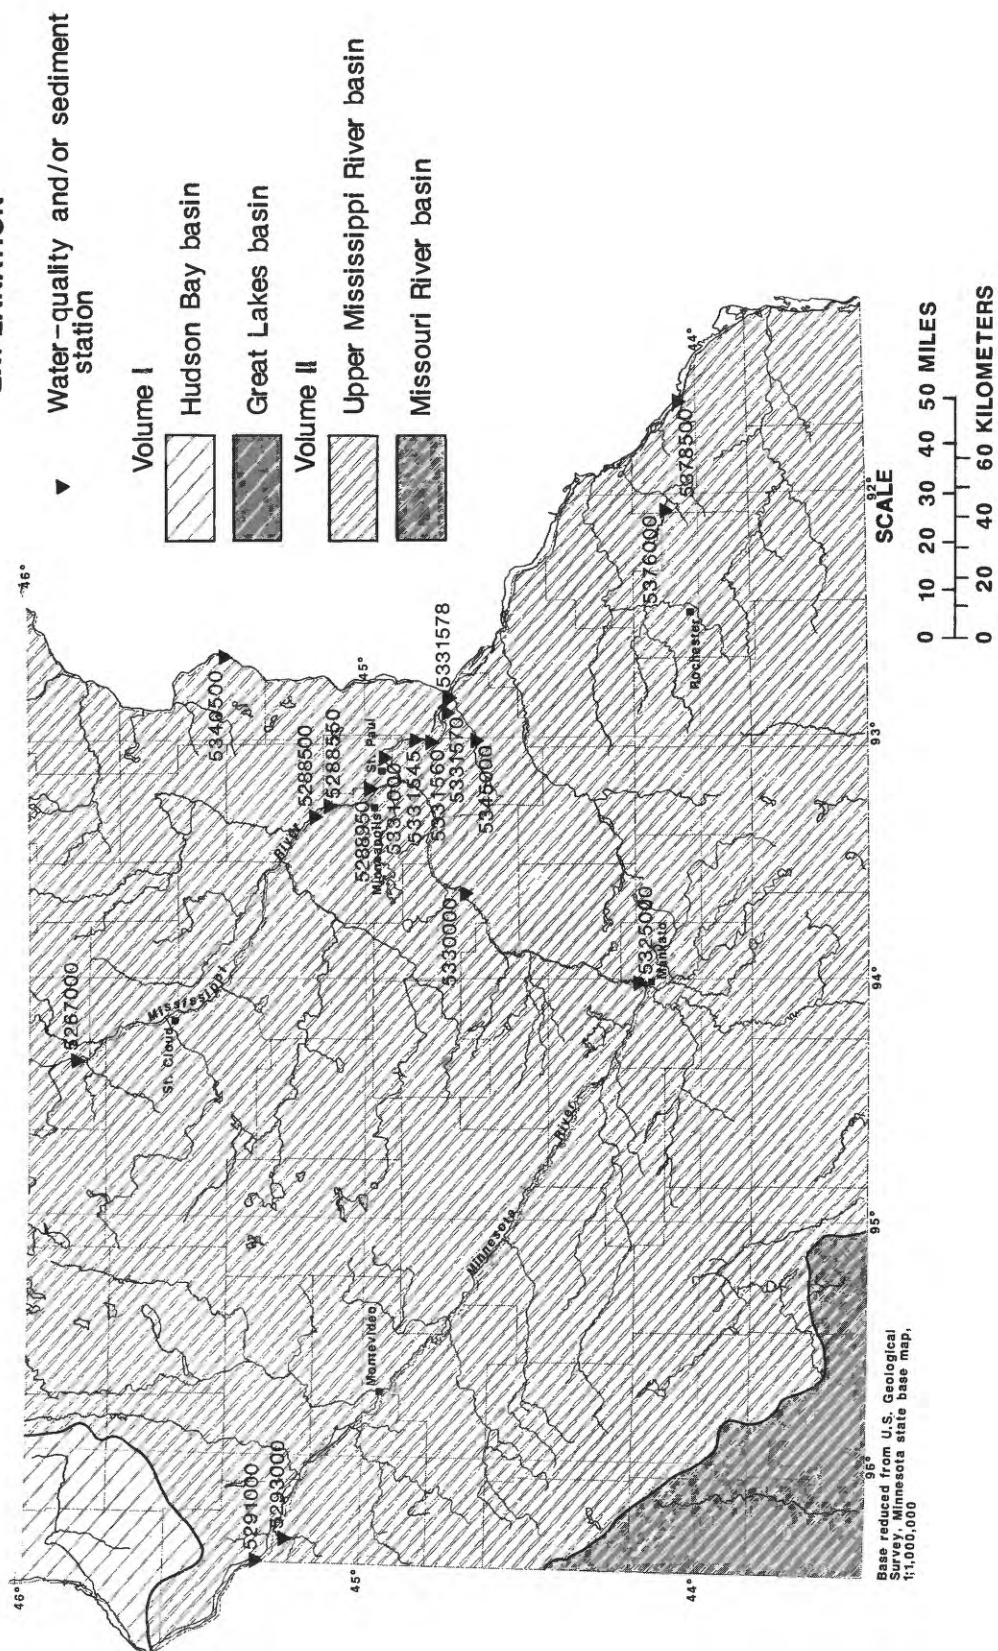 EXPLANATION
Water-quality and/or sediment
station
Volume I
Hudson Bay basin
Great Lakes basin
Volume II
Upper Mississippi River basin
Missouri River basin
46°
46°
5267000
St. Cloud
Mississippi
River
5340500
5291000
5293000
5288500
5288550
45°
45°
Montevideo
5288950
Minneapolis
St. Paul
5331000
5331545
5331560
5331578
5331570
5345000
5330000
Minnesota
River
5325000
Mankato
5376000
5378500
Rochester
44°
44°
96°
95°
94°
93°
92°
SCALE
0 10 20 30 40 50 MILES
0 20 40 60 KILOMETERS
Base reduced from U.S. Geological
Survey, Minnesota state base map,
1:1,000,000